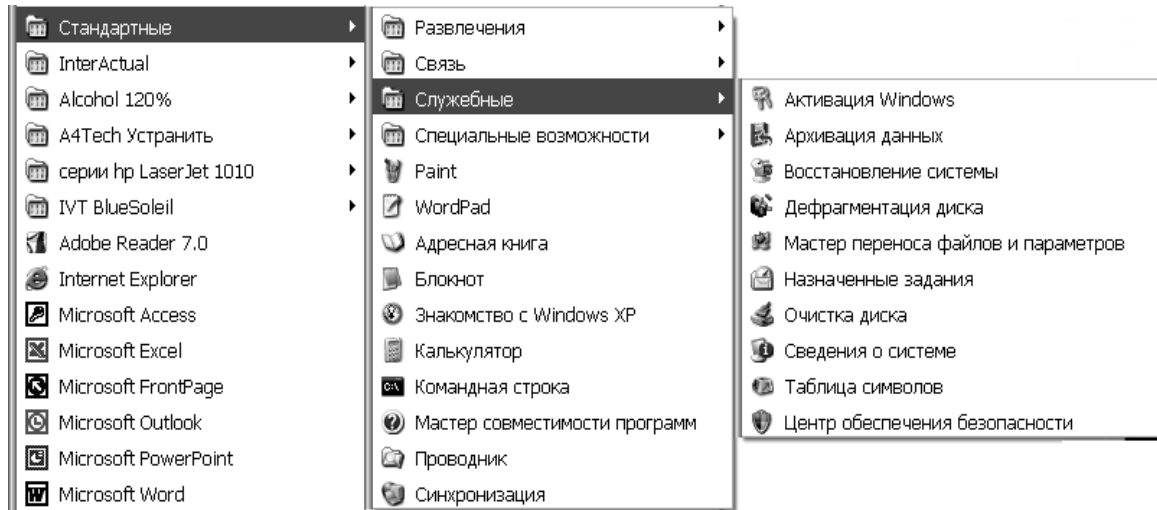 Стандартные
InterActual
Alcohol 120%
A4Tech Устранить
серии hp LaserJet 1010
IVT BlueSoleil
Adobe Reader 7.0
Internet Explorer
Microsoft Access
Microsoft Excel
Microsoft FrontPage
Microsoft Outlook
Microsoft PowerPoint
Microsoft Word
Развлечения
Связь
Служебные
Специальные возможности
Paint
WordPad
Адресная книга
Блокнот
Знакомство с Windows XP
Калькулятор
Командная строка
Мастер совместимости программ
Проводник
Синхронизация
Активация Windows
Архивация данных
Восстановление системы
Дефрагментация диска
Мастер переноса файлов и параметров
Назначенные задания
Очистка диска
Сведения о системе
Таблица символов
Центр обеспечения безопасности